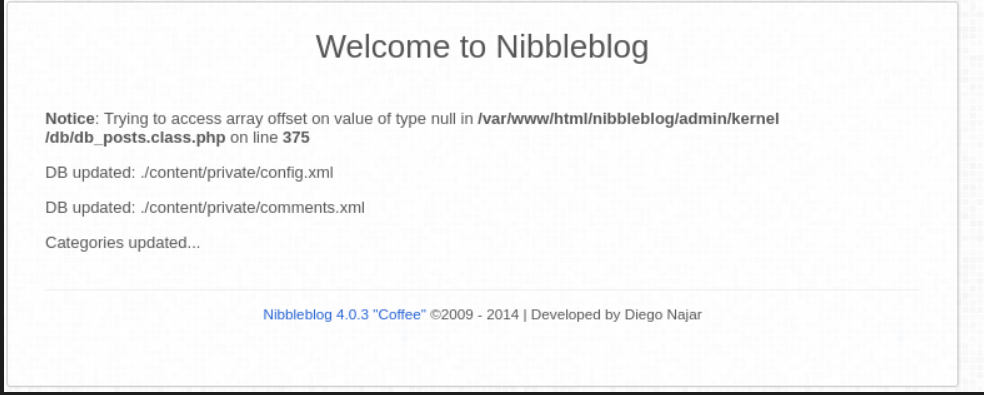 Welcome to Nibbleblog
Notice: Trying to access array offset on value of type null in /var/www/html/nibbleblog/admin/kernel
/db/db_posts.class.php on line 375
DB updated: ./content/private/config.xml
DB updated: ./content/private/comments.xml
Categories updated...
Nibbleblog 4.0.3 "Coffee" ©2009 - 2014 | Developed by Diego Najar